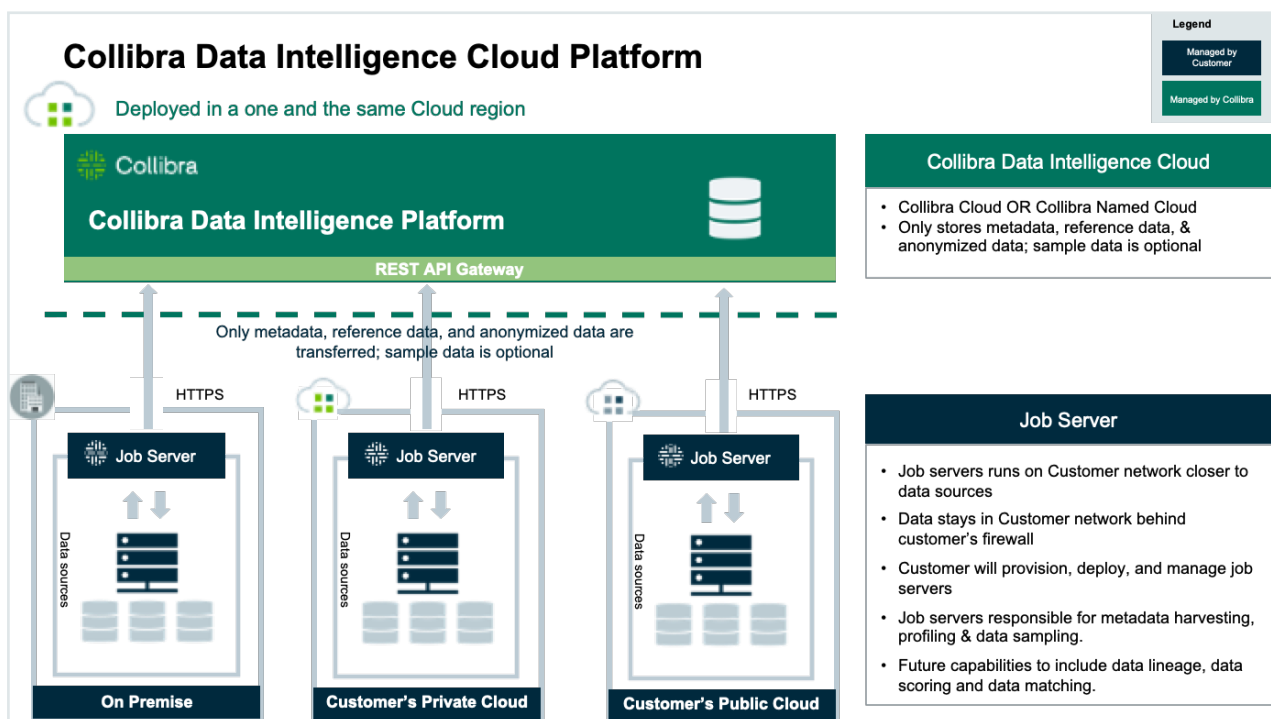 Legend
Managed by
Customer
Managed by Collibra
Collibra Data Intelligence Cloud Platform
Deployed in a one and the same Cloud region
Collibra
Collibra Data Intelligence Platform
REST API Gateway
Collibra Data Intelligence Cloud
• Collibra Cloud OR Collibra Named Cloud
• Only stores metadata, reference data, &
anonymized data; sample data is optional
Only metadata, reference data, and anonymized data are
transferred; sample data is optional
HTTPS
HTTPS
HTTPS
Job Server
Data sources
On Premise
Job Server
Data sources
Customer's Private Cloud
Job Server
Data sources
Customer's Public Cloud
Job Server
• Job servers runs on Customer network closer to
data sources
• Data stays in Customer network behind
customer's firewall
• Customer will provision, deploy, and manage job
servers
• Job servers responsible for metadata harvesting,
profiling & data sampling.
• Future capabilities to include data lineage, data
scoring and data matching.